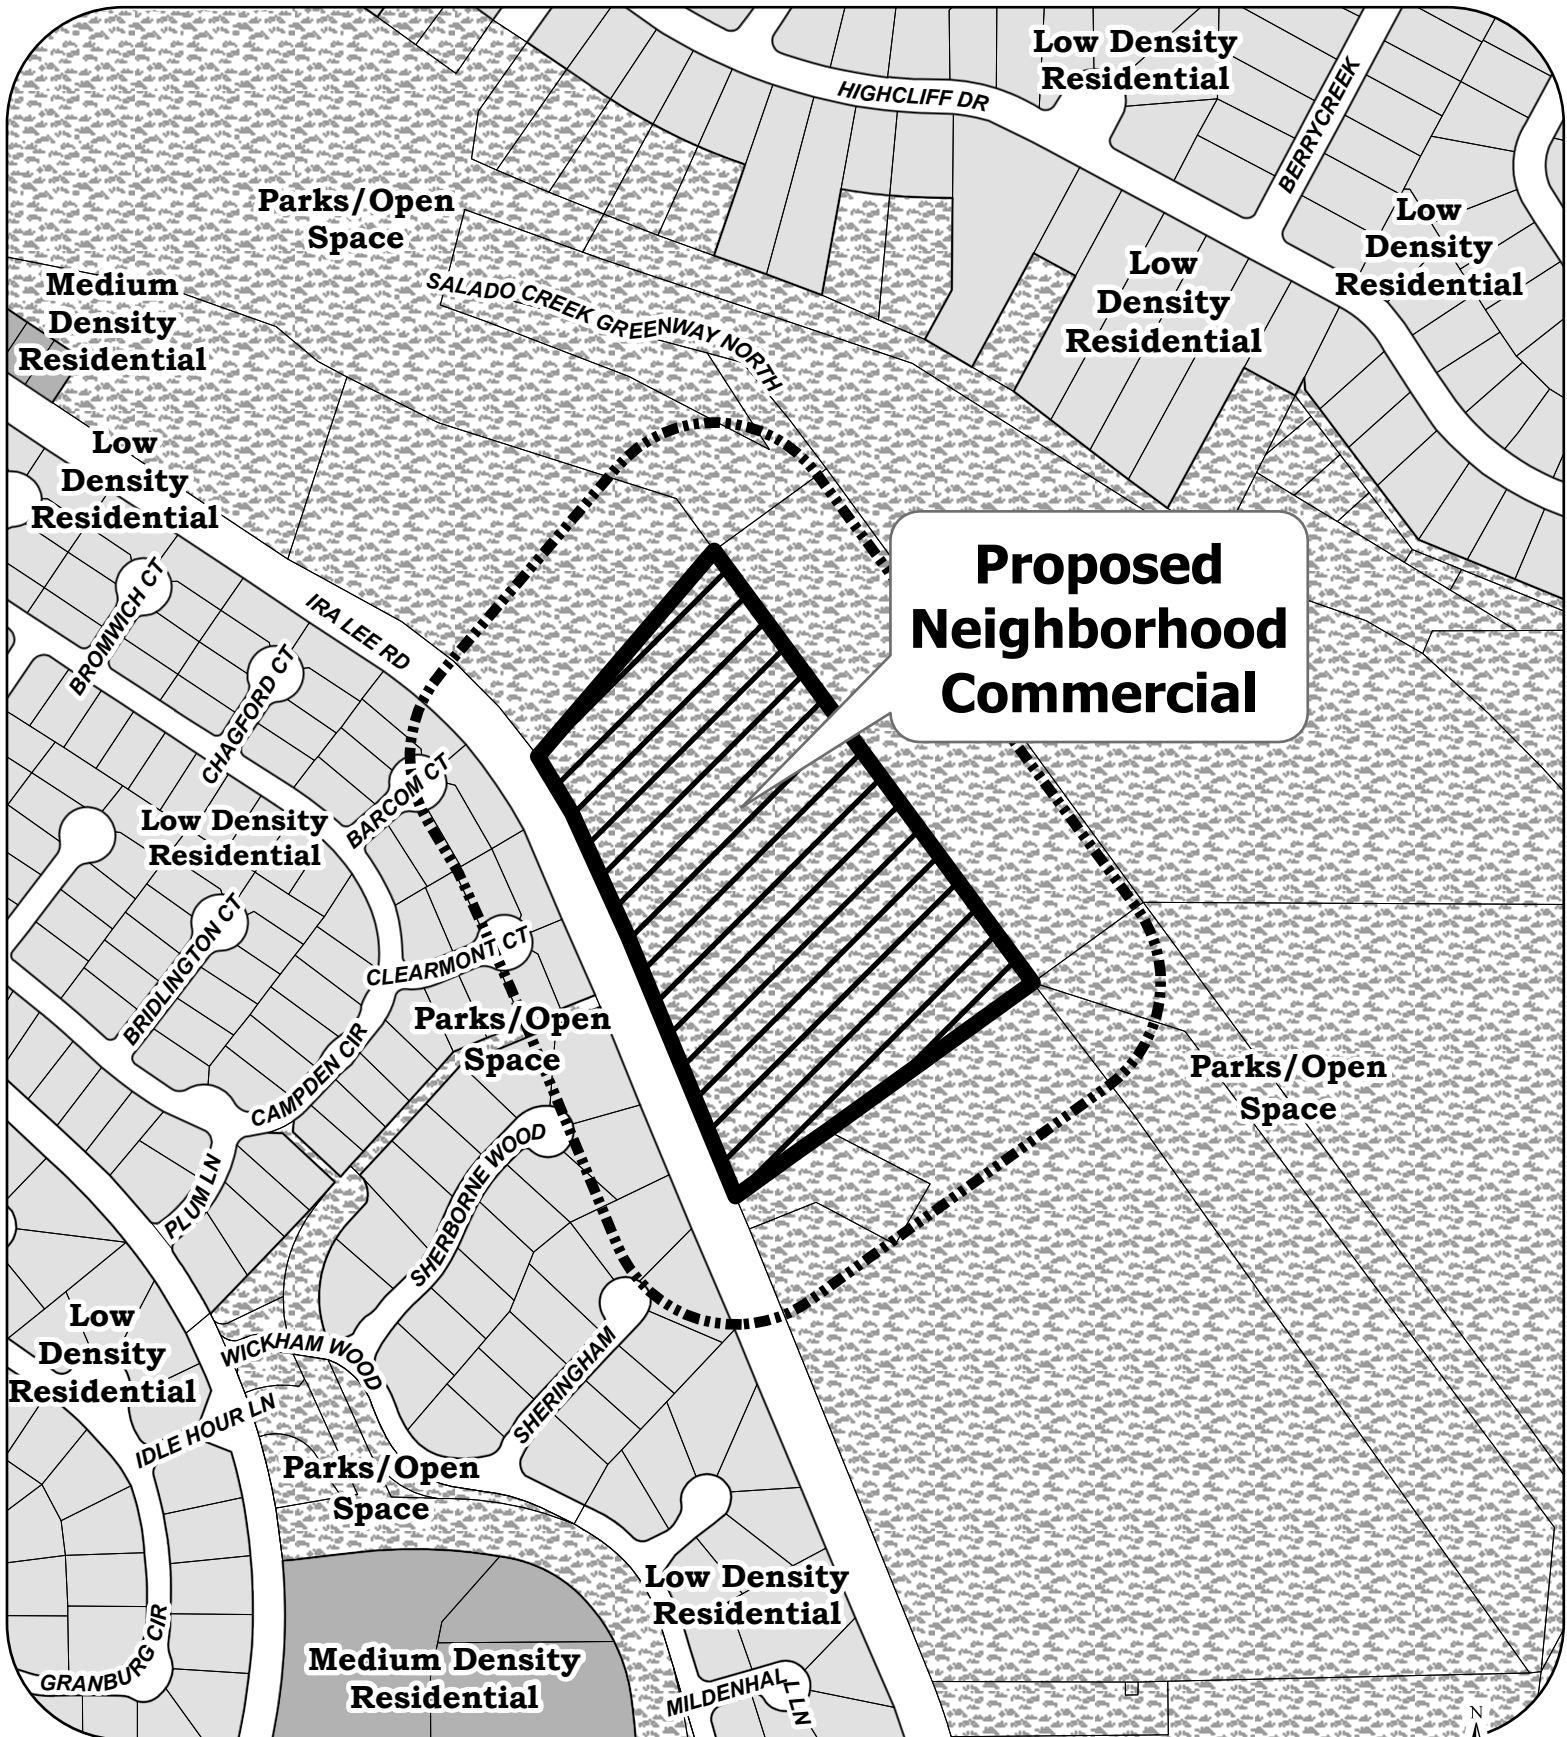 Low Density
Residential
HIGHCLIFF DR
BERRYCREEK
Parks/Open
Space
Low
Density
Residential
Low
Density
Residential
Medium
Density
Residential
SALADO CREEK GREENWAY NORTH
Low
Density
Residential
Proposed
Neighborhood
Commercial
BROMWICH CT
IRA LEE RD
CHAGFORD CT
BARCOM CT
Low Density
Residential
BRIDLINGTON CT
CLEARMONT CT
Parks/Open
Space
CAMPDEN CIR
Parks/Open
Space
PLUM LN
SHERBORNE WOOD
Low
Density
Residential
WICKHAM WOOD
SHERINGHAM
IDLE HOUR LN
Parks/Open
Space
Low Density
Residential
GRANBURG CIR
Medium Density
Residential
MILDENHALL LN
N